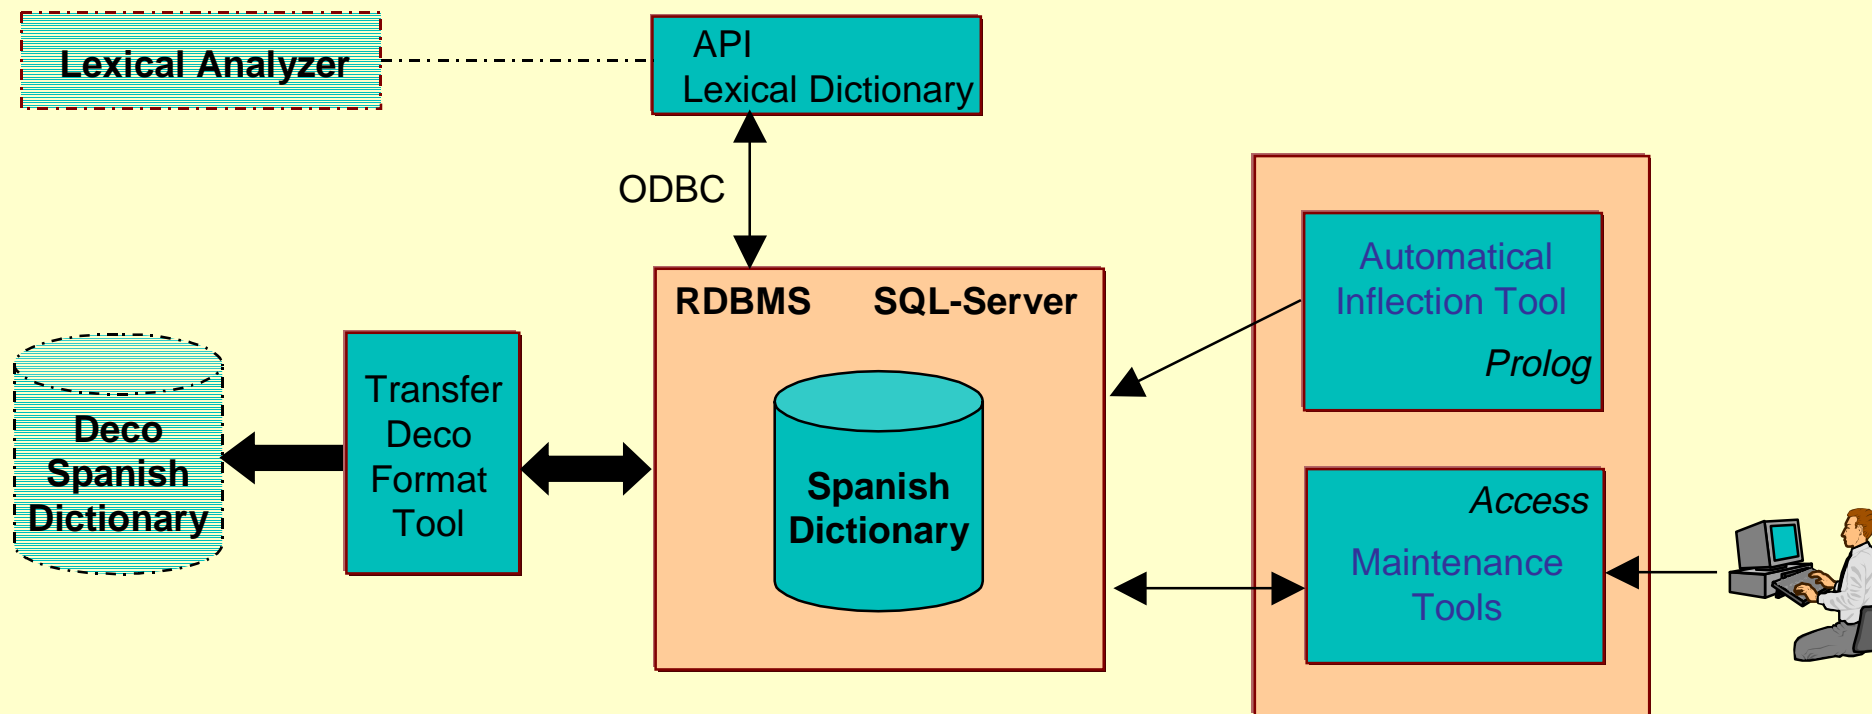 Lexical Analyzer
API
Lexical Dictionary
ODBC
RDBMS SQL-Server
Spanish
Dictionary
Deco
Spanish
Dictionary
Transfer
Deco
Format
Tool
Automatical
Inflection Tool
Prolog
Access
Maintenance
Tools